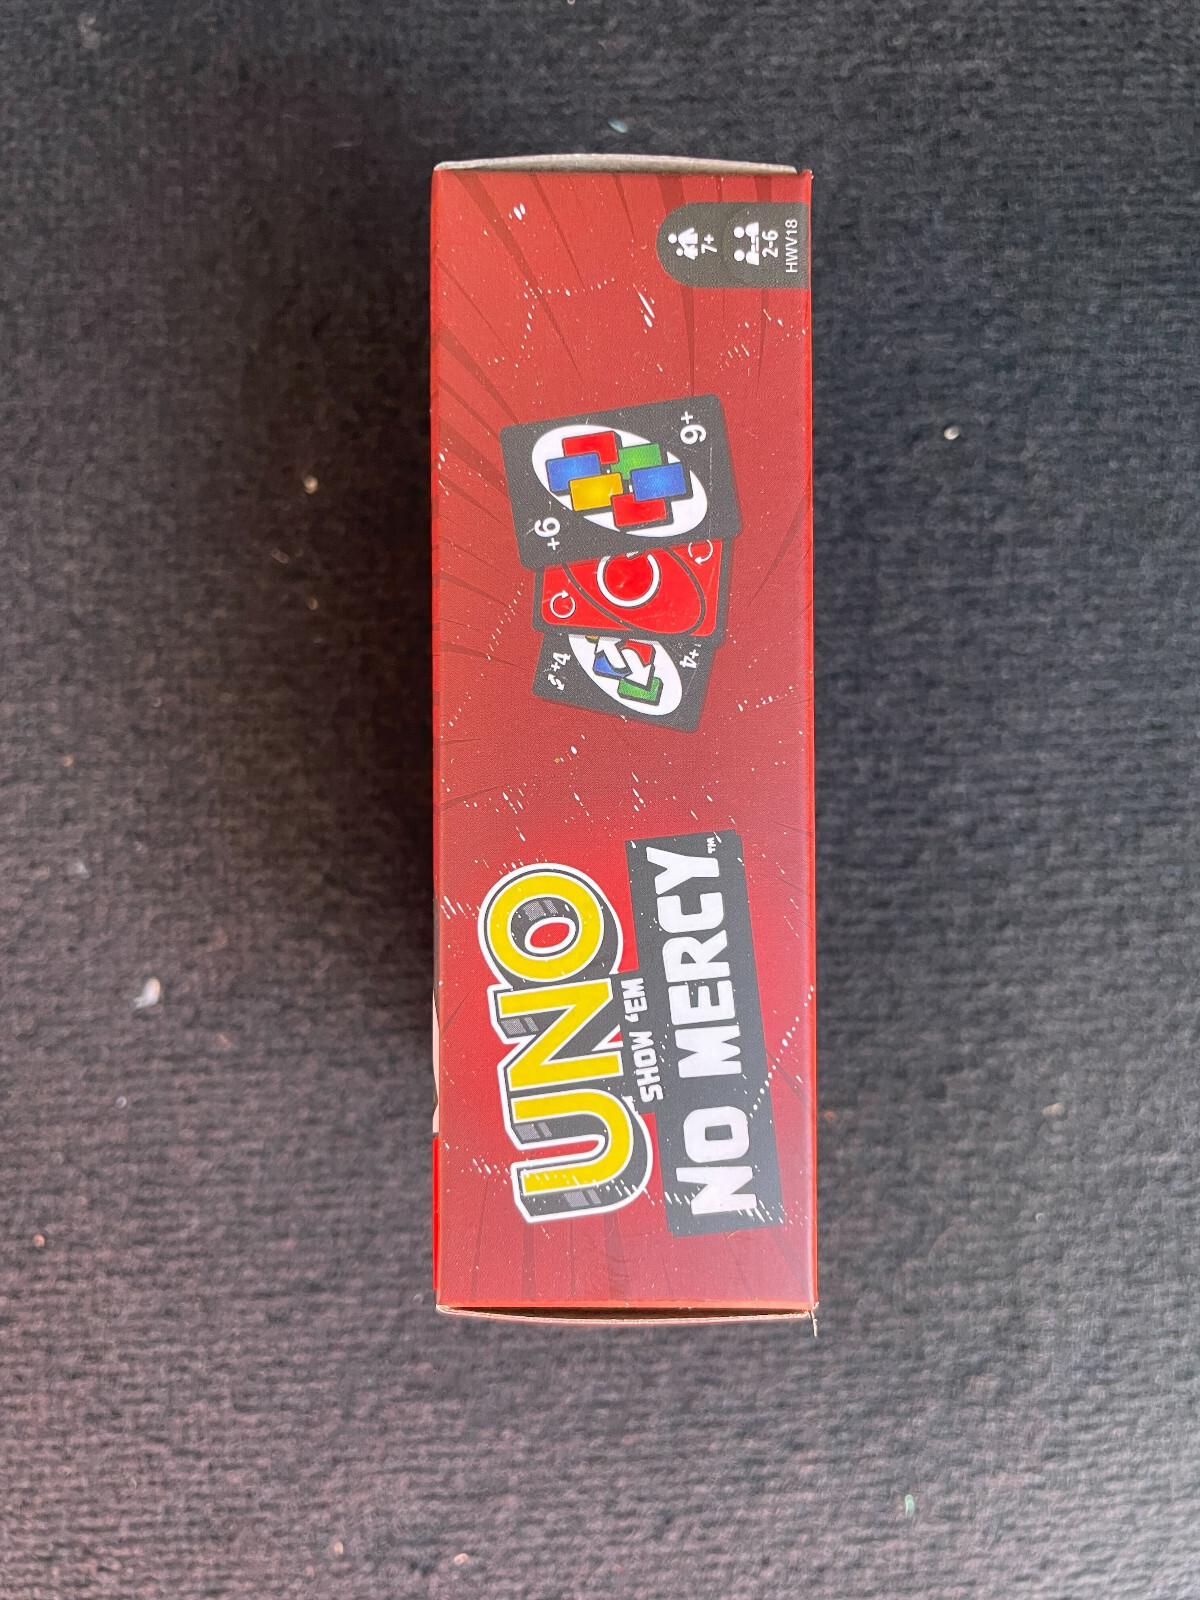 UNO
SHOW 'EM
NO MERCY™
+4
+4
+6
+6
7+
2-6
HWV18